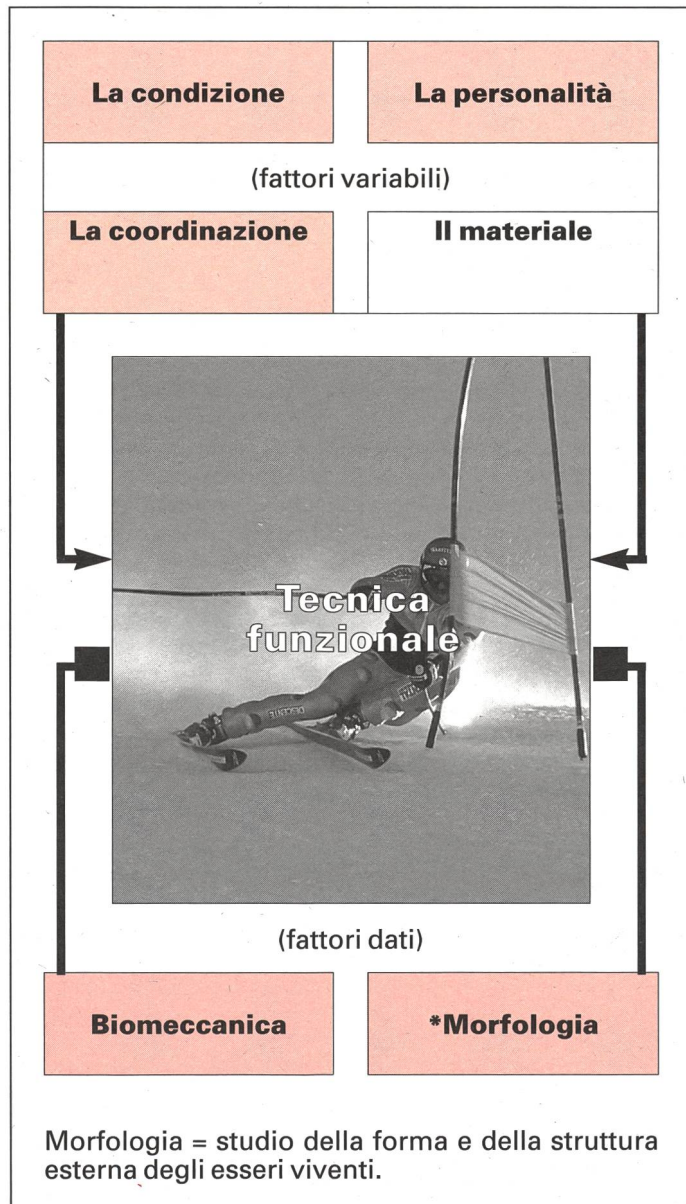 La condizione
La personalità
(fattori variabili)
La coordinazione
Il materiale
Tecnica
funzionale
DESCENTE
(fattori dati)
Biomeccanica
*Morfologia
Morfologia = studio della forma e della struttura
esterna degli esseri viventi.